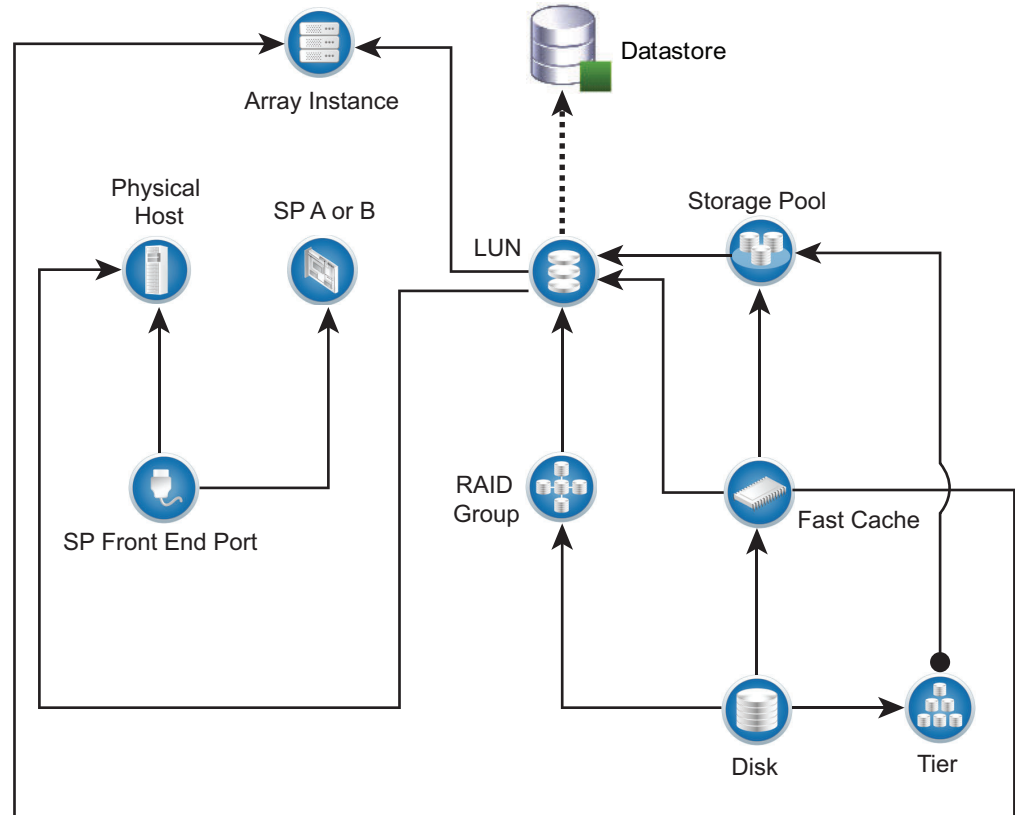 Datastore
Array Instance
Physical
Host
SP A or B
Storage Pool
LUN
RAID
Group
Fast Cache
SP Front End Port
Disk
Tier